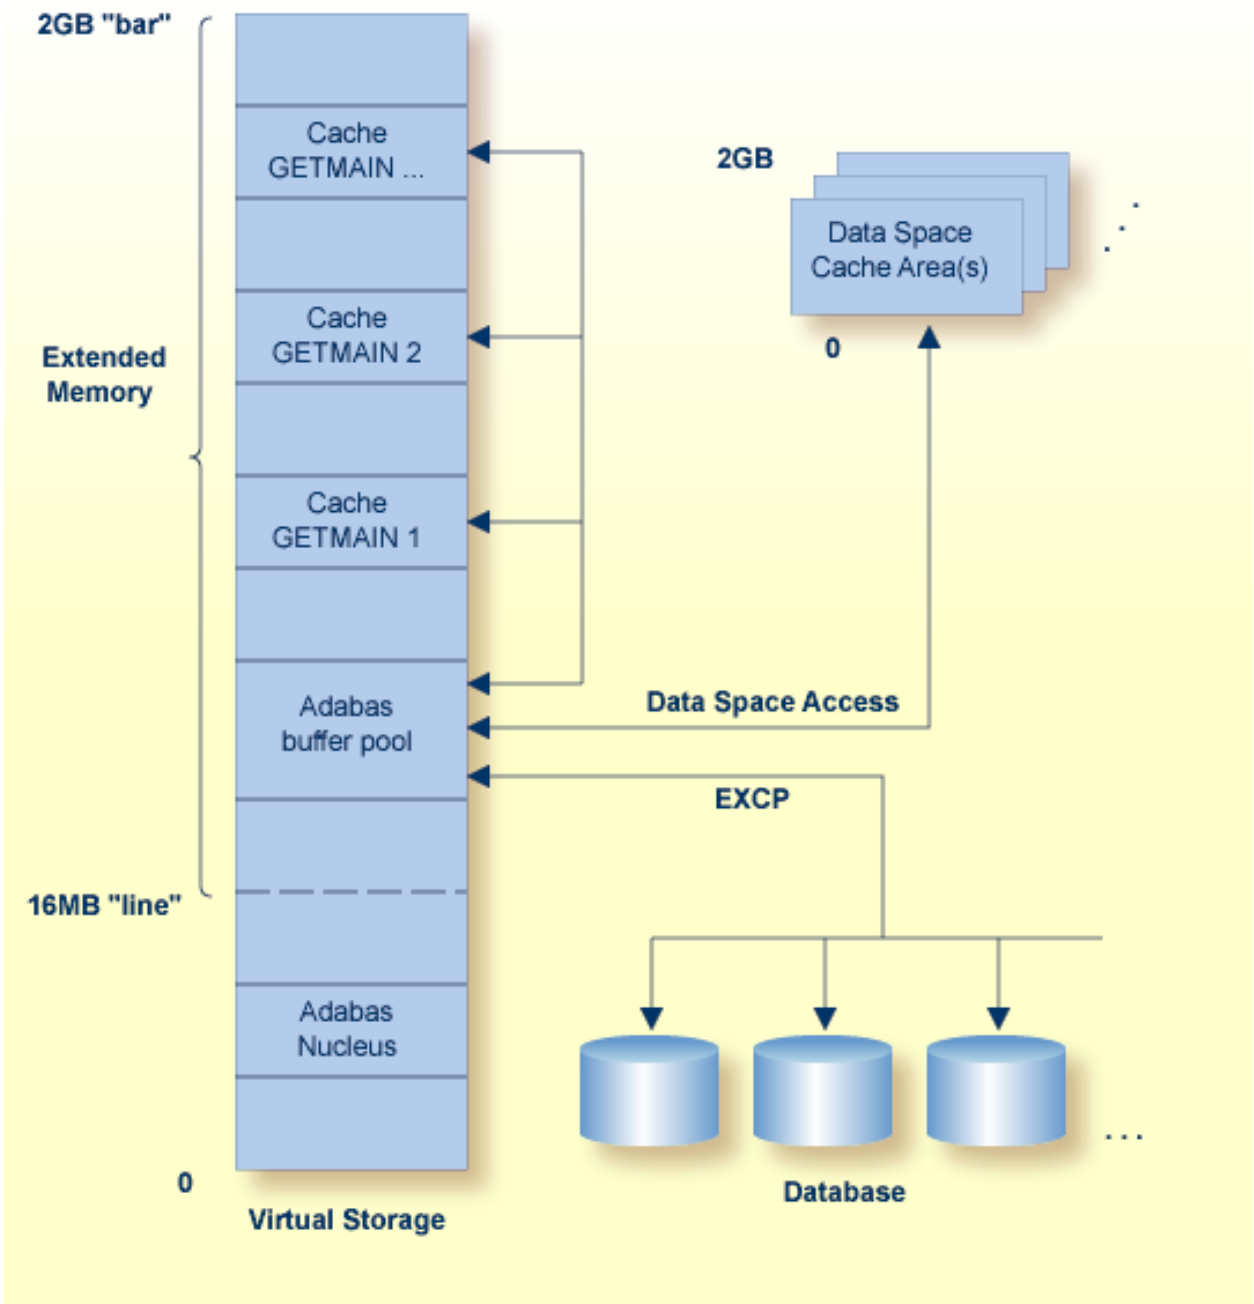 2GB "bar"
Cache
GETMAIN ...
2GB
Data Space
Cache Area(s)
0
Cache
GETMAIN 2
Extended
Memory
Cache
GETMAIN 1
Adabas
buffer pool
Data Space Access
EXCP
16MB "line"
Adabas
Nucleus
...
0
Database
Virtual Storage